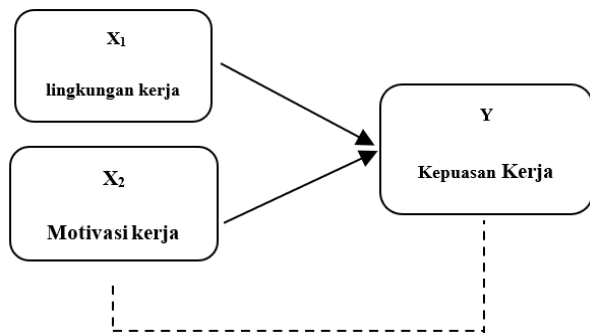 X₁
lingkungan kerja
X₂
Motivasi kerja
Y
Kepuasan Kerja